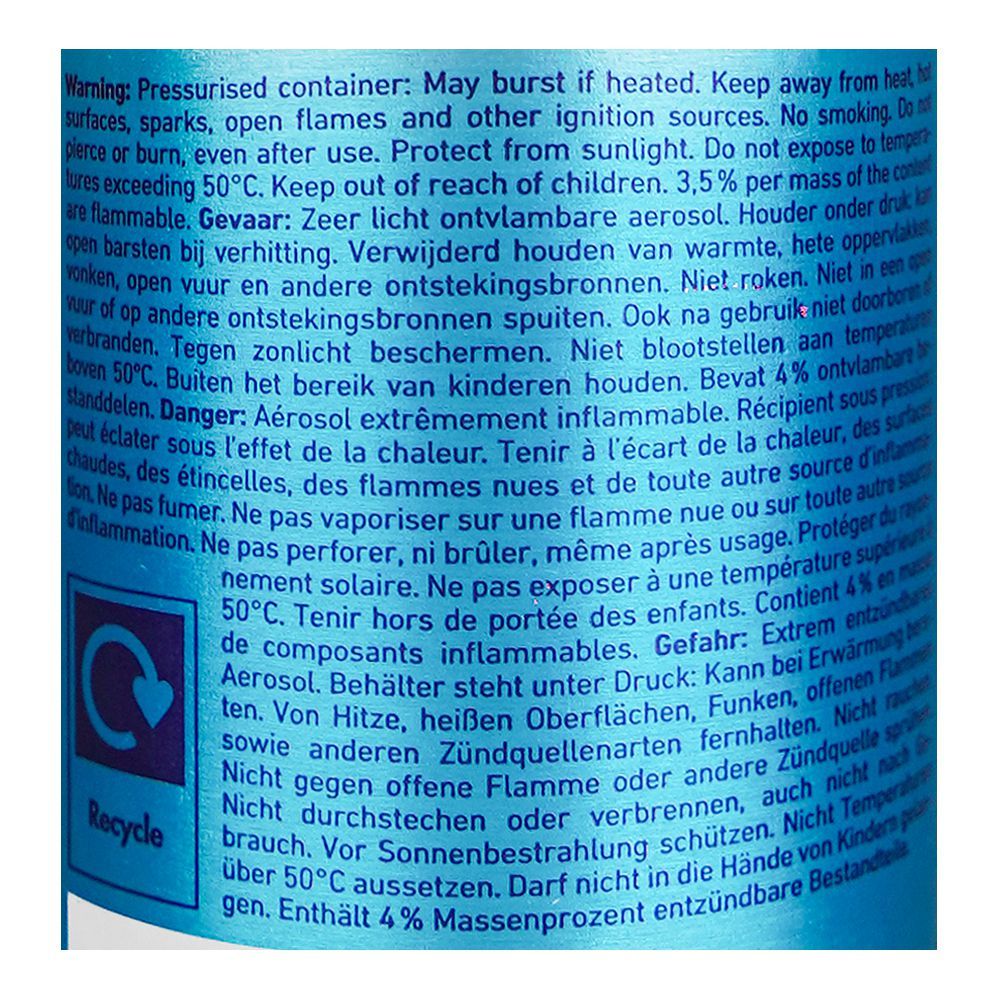 Warning: Pressurised container: May burst if heated. Keep away from heat, hot
surfaces, sparks, open flames and other ignition sources. No smoking. Do not
pierce or burn, even after use. Protect from sunlight. Do not expose to tempera-
tures exceeding 50°C. Keep out of reach of children. 3,5% per mass of the content
are flammable. Gevaar: Zeer licht ontvlambare aerosol. Houder onder druk: kan
open barsten bij verhitting. Verwijderd houden van warmte, hete oppervlakken,
vonken, open vuur en andere ontstekingsbronnen. Niet roken. Niet in een open
vuur of op andere ontstekingsbronnen spuiten. Ook na gebruik niet doorboren of
verbranden. Tegen zonlicht beschermen. Niet blootstellen aan temperaturen
boven 50°C. Buiten het bereik van kinderen houden. Bevat 4% ontvlambare be-
standdelen. Danger: Aérosol extrêmement inflammable. Récipient sous pression:
peut éclater sous l'effet de la chaleur. Tenir à l'écart de la chaleur, des surfaces
chaudes, des étincelles, des flammes nues et de toute autre source d'inflamma-
tion. Ne pas fumer. Ne pas vaporiser sur une flamme nue ou sur toute autre source
d'inflammation. Ne pas perforer, ni brûler, même après usage. Protéger du rayon-
nement solaire. Ne pas exposer à une température supérieure à
50°C. Tenir hors de portée des enfants. Contient 4% en masse
de composants inflammables. Gefahr: Extrem entzündbares
Aerosol. Behälter steht unter Druck: Kann bei Erwärmung bers-
ten. Von Hitze, heißen Oberflächen, Funken, offenen Flammen
sowie anderen Zündquellenarten fernhalten. Nicht rauchen.
Nicht gegen offene Flamme oder andere Zündquelle sprühen.
Nicht durchstechen oder verbrennen, auch nicht nach Ge-
brauch. Vor Sonnenbestrahlung schützen. Nicht Temperaturen
über 50°C aussetzen. Darf nicht in die Hände von Kindern gelan-
gen. Enthält 4% Massenprozent entzündbare Bestandteile.
Recycle